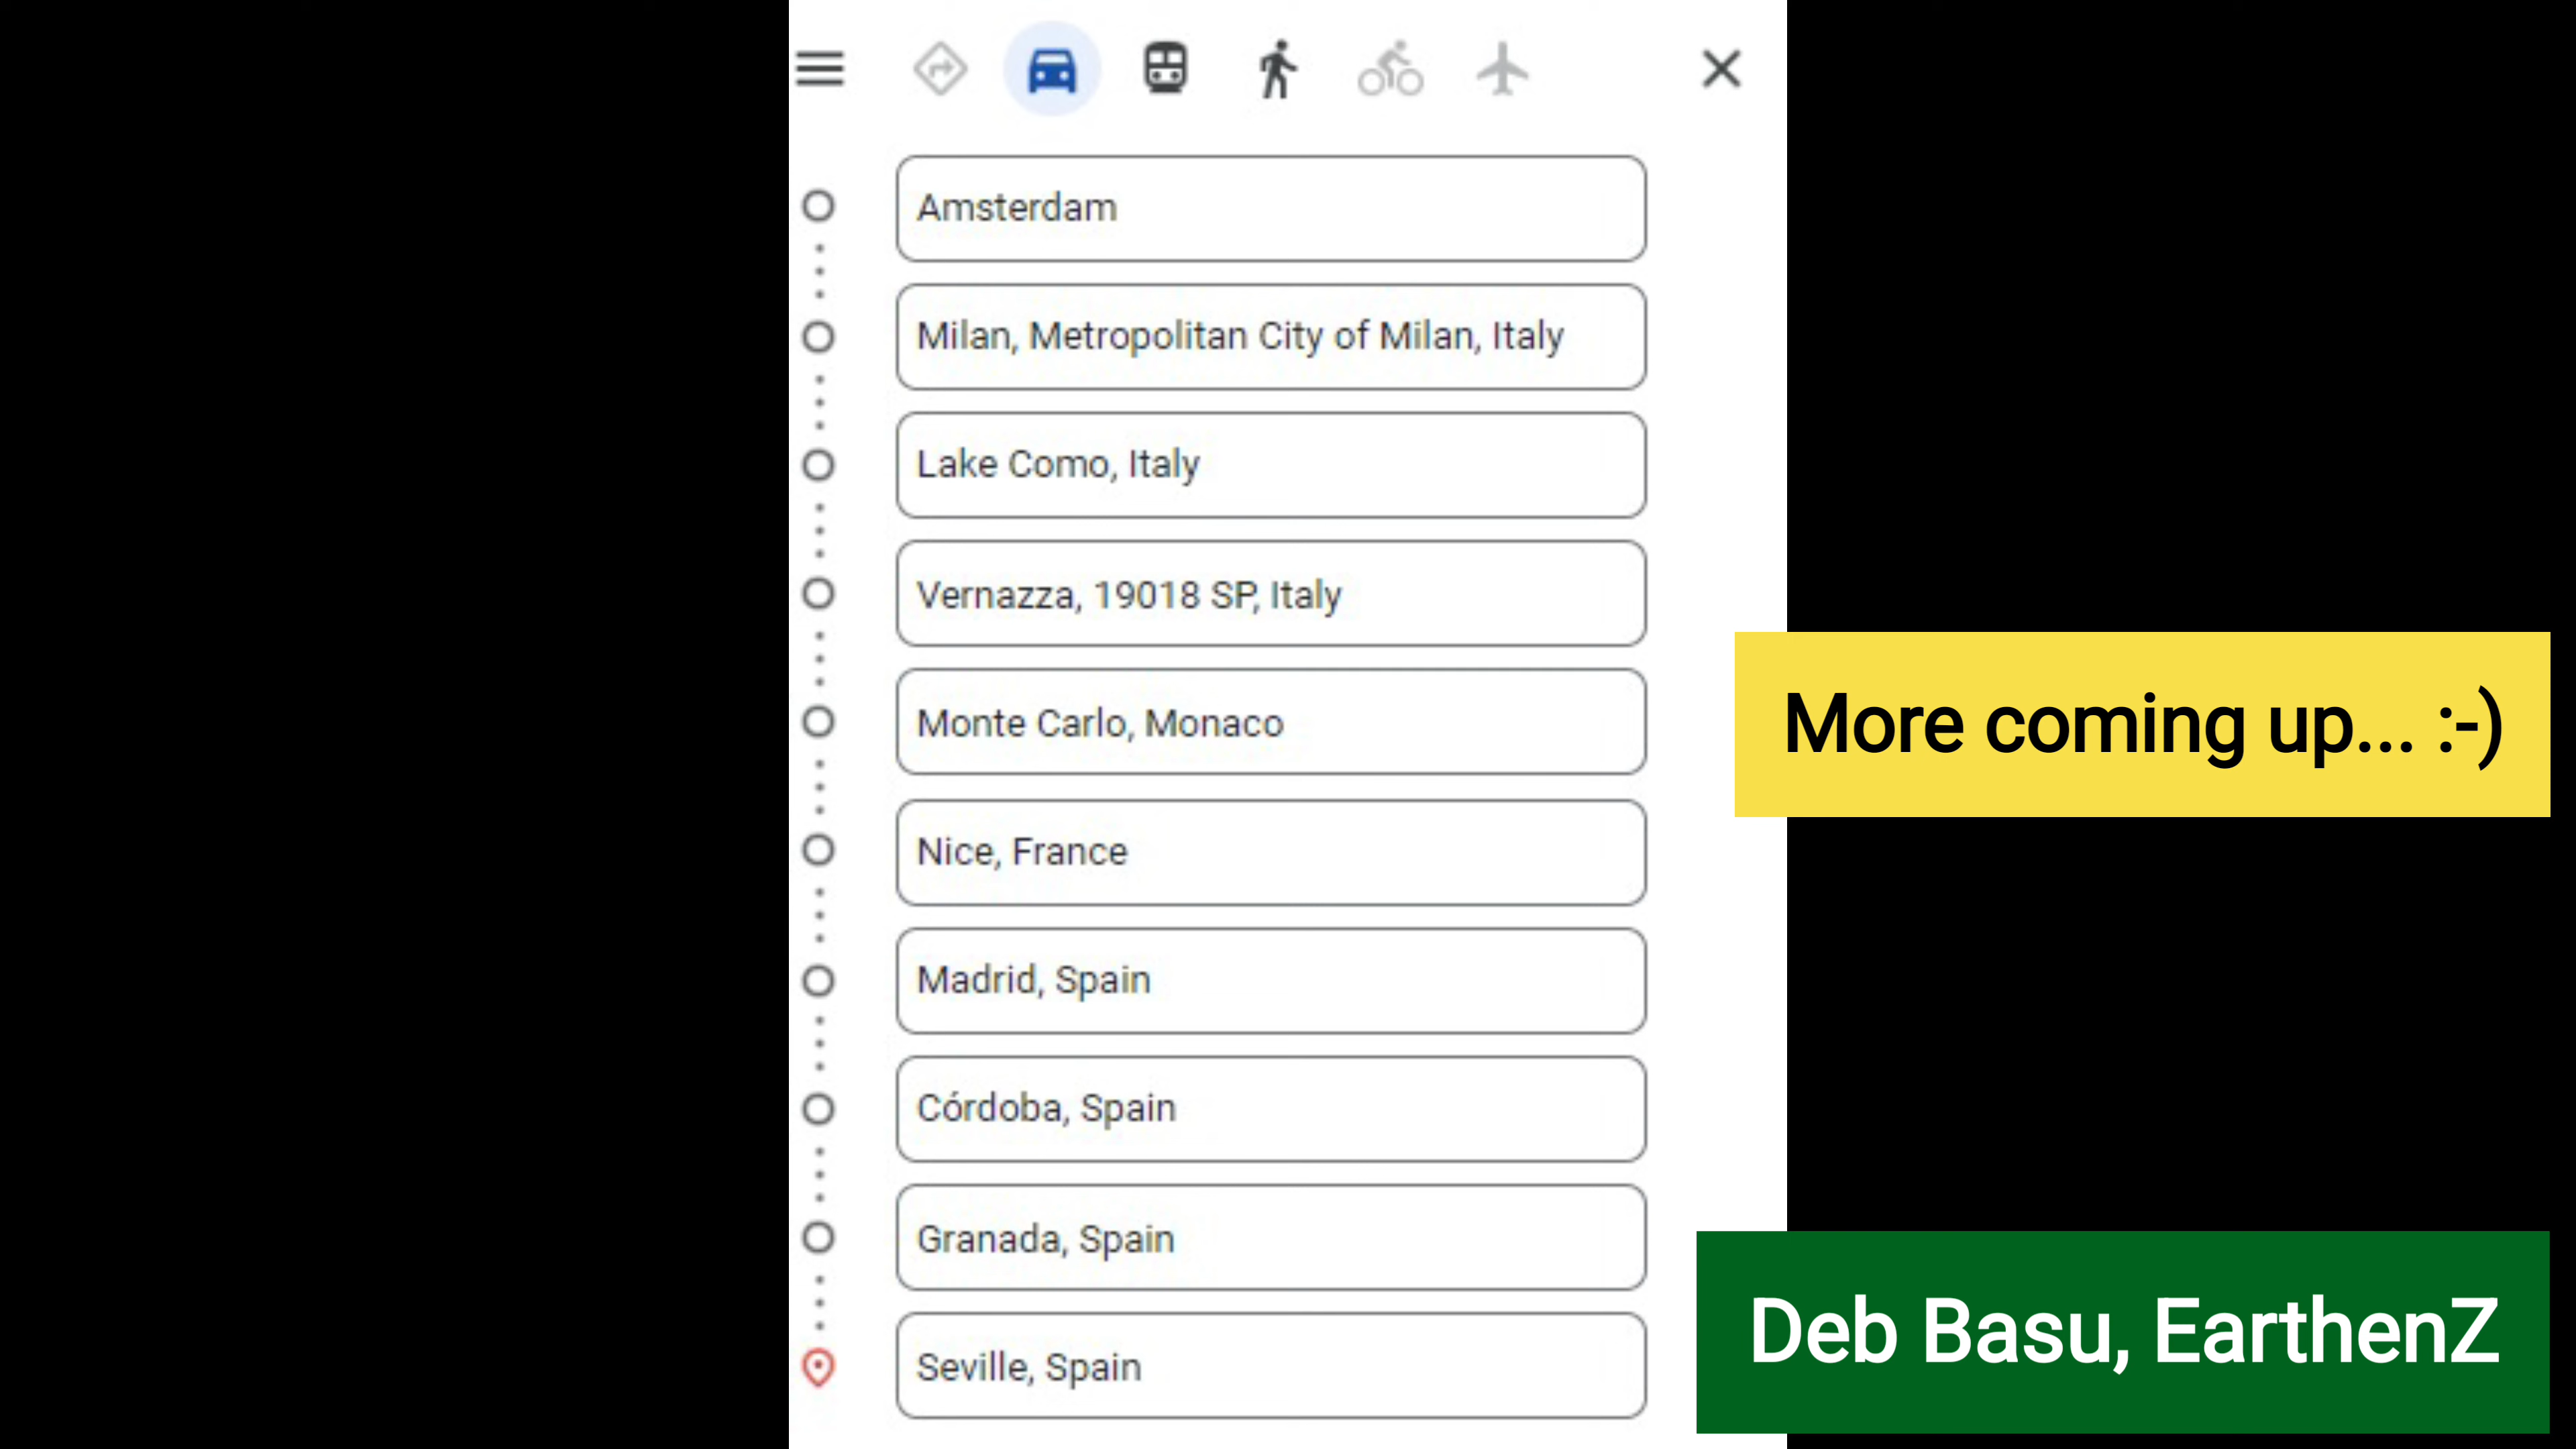 Amsterdam
Milan, Metropolitan City of Milan, Italy
Lake Como, Italy
Vernazza, 19018 SP, Italy
Monte Carlo, Monaco
Nice, France
Madrid, Spain
Córdoba, Spain
Granada, Spain
Seville, Spain
More coming up... :-)
Deb Basu, EarthenZ